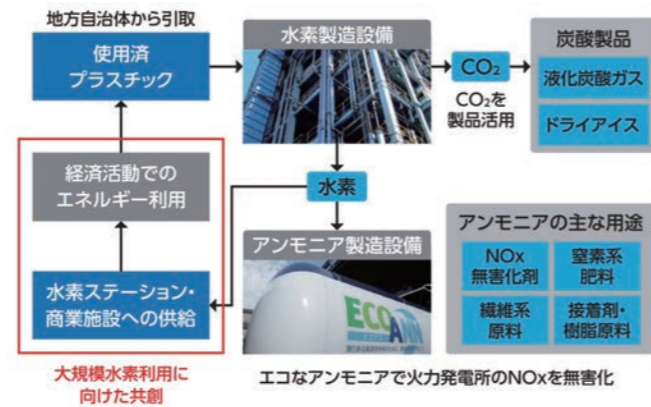 地方自治体から引取
使用済
プラスチック
水素製造設備
CO₂
CO₂を
製品活用
炭酸製品
液化炭酸ガス
ドライアイス
経済活動での
エネルギー利用
水素
水素ステーション・
商業施設への供給
大規模水素利用に
向けた共創
アンモニア製造設備
ECOANN
エコなアンモニアで火力発電所のNOxを無害化
アンモニアの主な用途
NOx
無害化剤
窒素系
肥料
繊維系
原料
接着剤・
樹脂原料